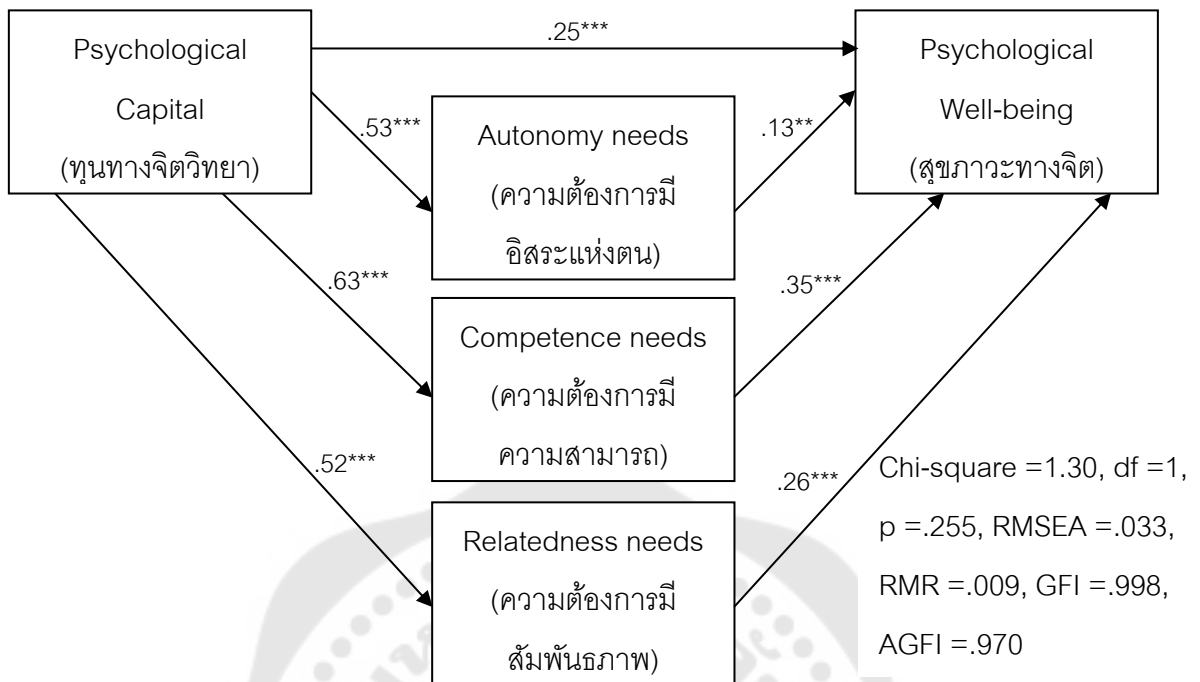 Psychological
Capital
(ทุนทางจิตวิทยา)
.25***
Psychological
Well-being
(สุขภาวะทางจิต)
.53***
Autonomy needs
(ความต้องการมี
อิสระแห่งตน)
.13**
.63***
Competence needs
(ความต้องการมี
ความสามารถ)
.35***
.52***
Relatedness needs
(ความต้องการมี
สัมพันธภาพ)
.26***
Chi-square =1.30, df =1,
p =.255, RMSEA =.033,
RMR =.009, GFI =.998,
AGFI =.970